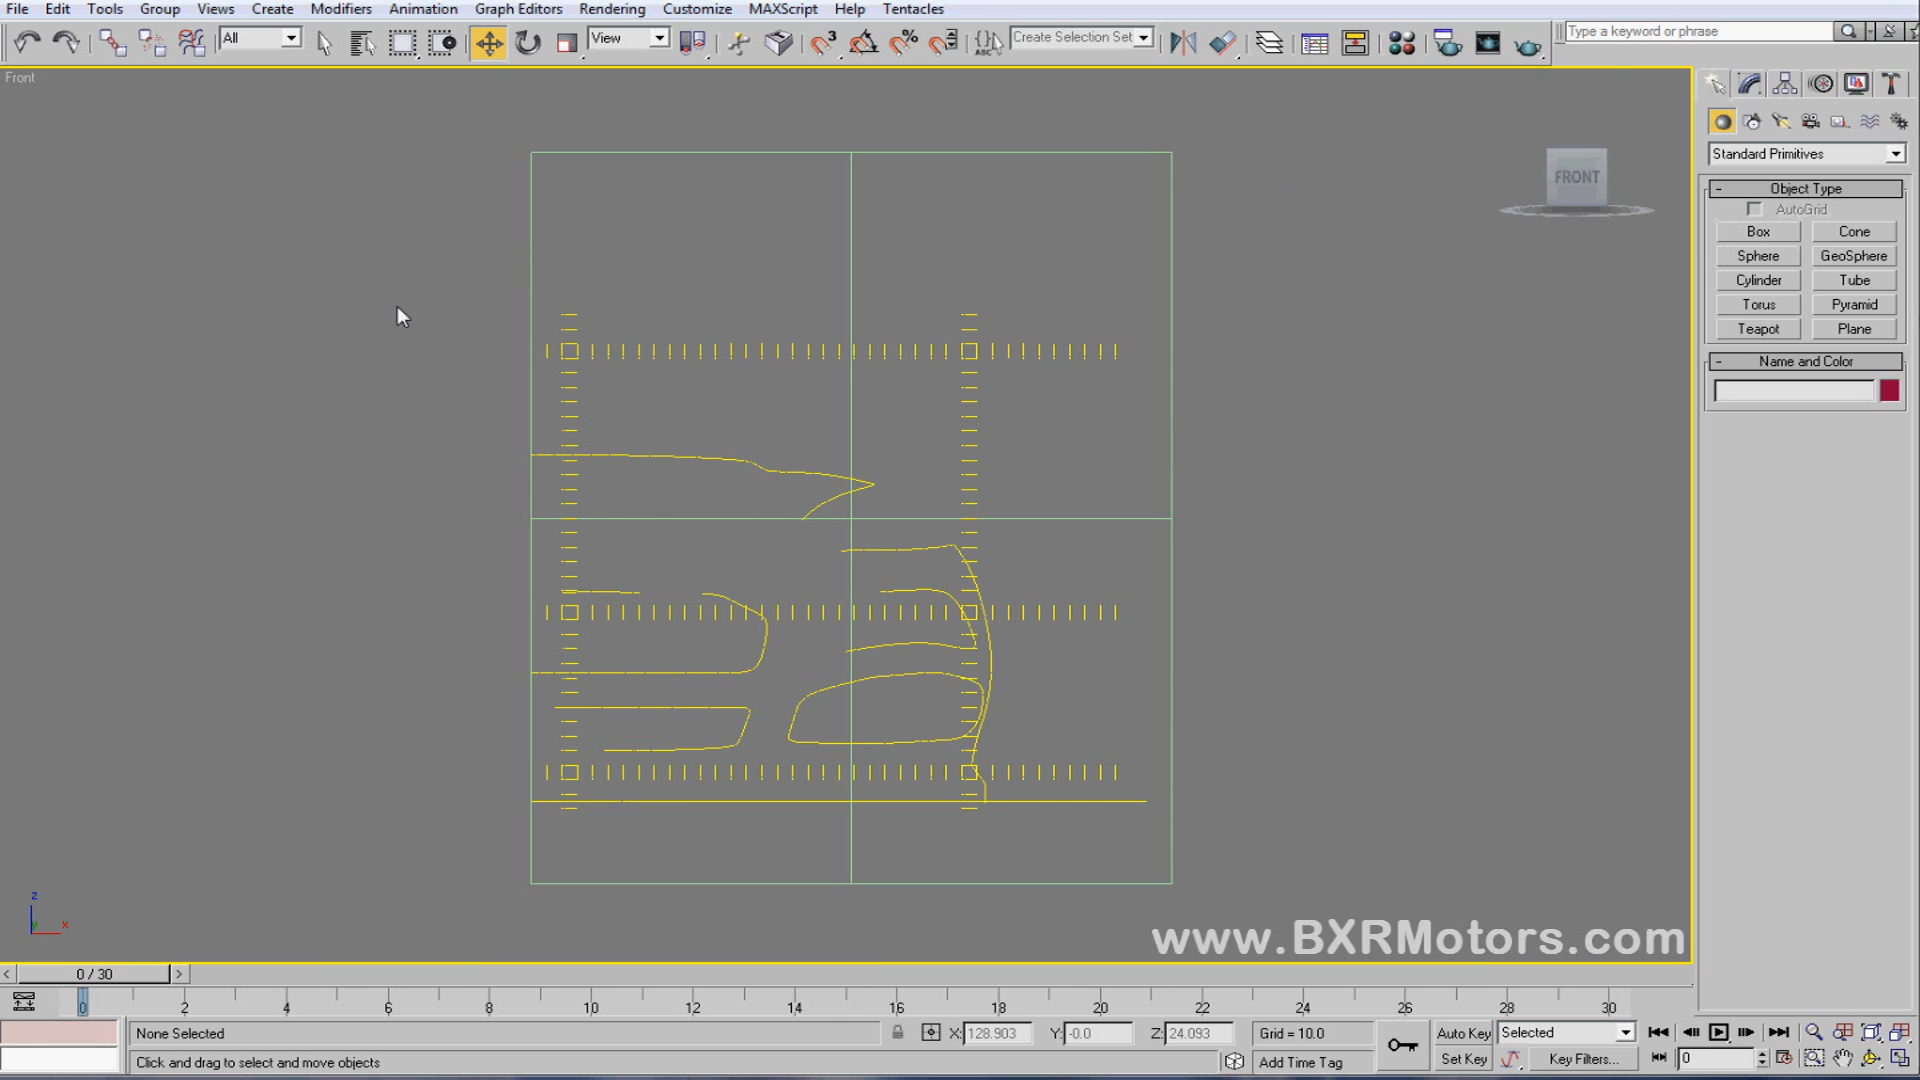 File Edit Tools Group Views Create Modifiers Animation Graph Editors Rendering Customize MAXScript Help Tentacles
All View Create Selection Set Type a keyword or phrase
Front
FRONT
Standard Primitives
- Object Type
AutoGrid
Box Cone
Sphere GeoSphere
Cylinder Tube
Torus Pyramid
Teapot Plane
- Name and Color
z
x
www.BXRMotors.com
< 0 / 30 >
0 2 4 6 8 10 12 14 16 18 20 22 24 26 28 30
None Selected X: 128.903 Y: -0.0 Z: 24.093 Grid = 10.0 Auto Key Selected
Click and drag to select and move objects Add Time Tag Set Key Key Filters... 0